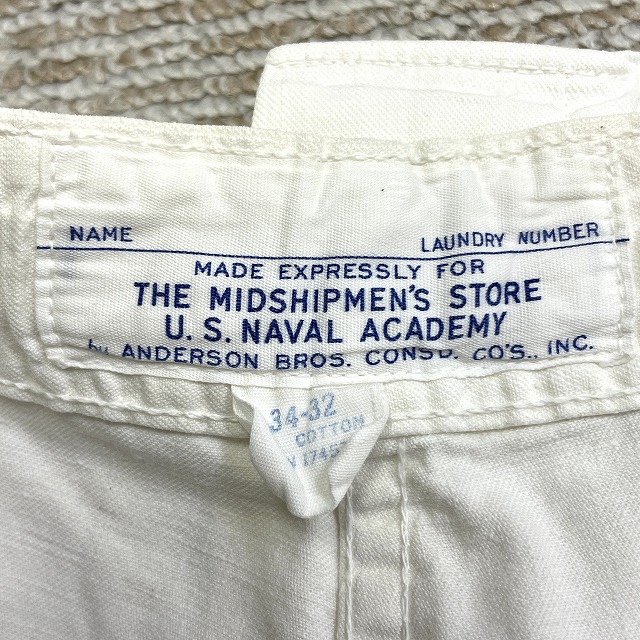 NAME
LAUNDRY NUMBER
MADE EXPRESSLY FOR
THE MIDSHIPMEN'S STORE
U. S. NAVAL ACADEMY
by ANDERSON BROS. CONSD. CO'S., INC.
34-32
COTTON